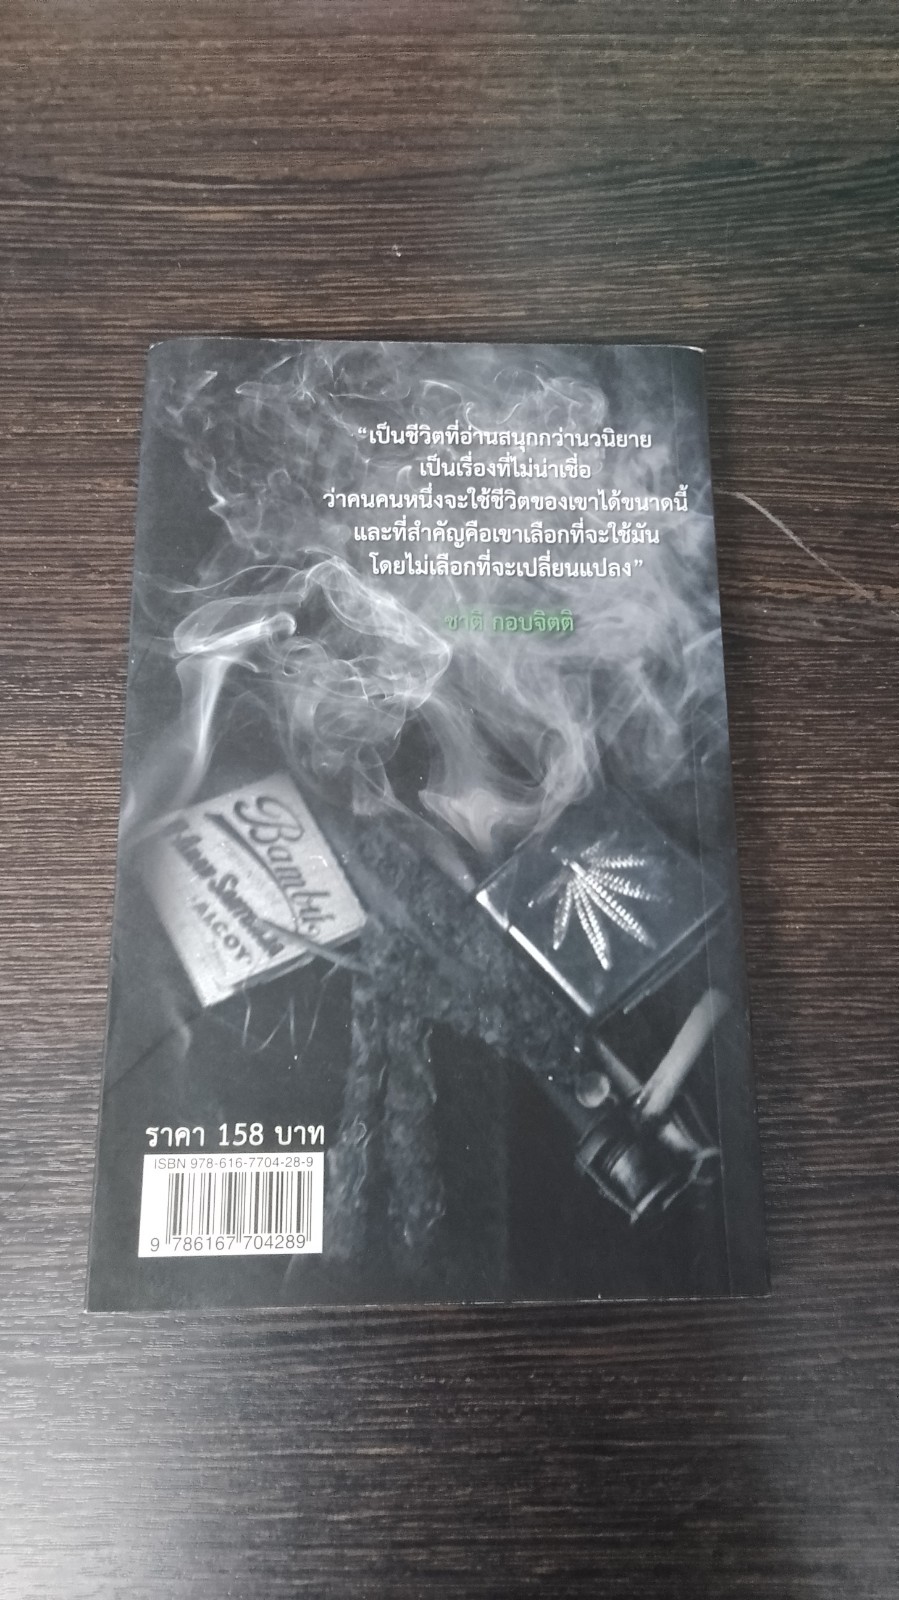 “เป็นชีวิตที่อ่านสนุกกว่านวนิยาย
เป็นเรื่องที่ไม่น่าเชื่อ
ว่าคนคนหนึ่งจะใช้ชีวิตของเขาได้ขนาดนี้
และที่สำคัญคือเขาเลือกที่จะใช้มัน
โดยไม่เลือกที่จะเปลี่ยนแปลง”
ชาติ กอบจิตติ
Bambú
ALCOY
ราคา 158 บาท
ISBN 978-616-7704-28-9
9 786167 704289